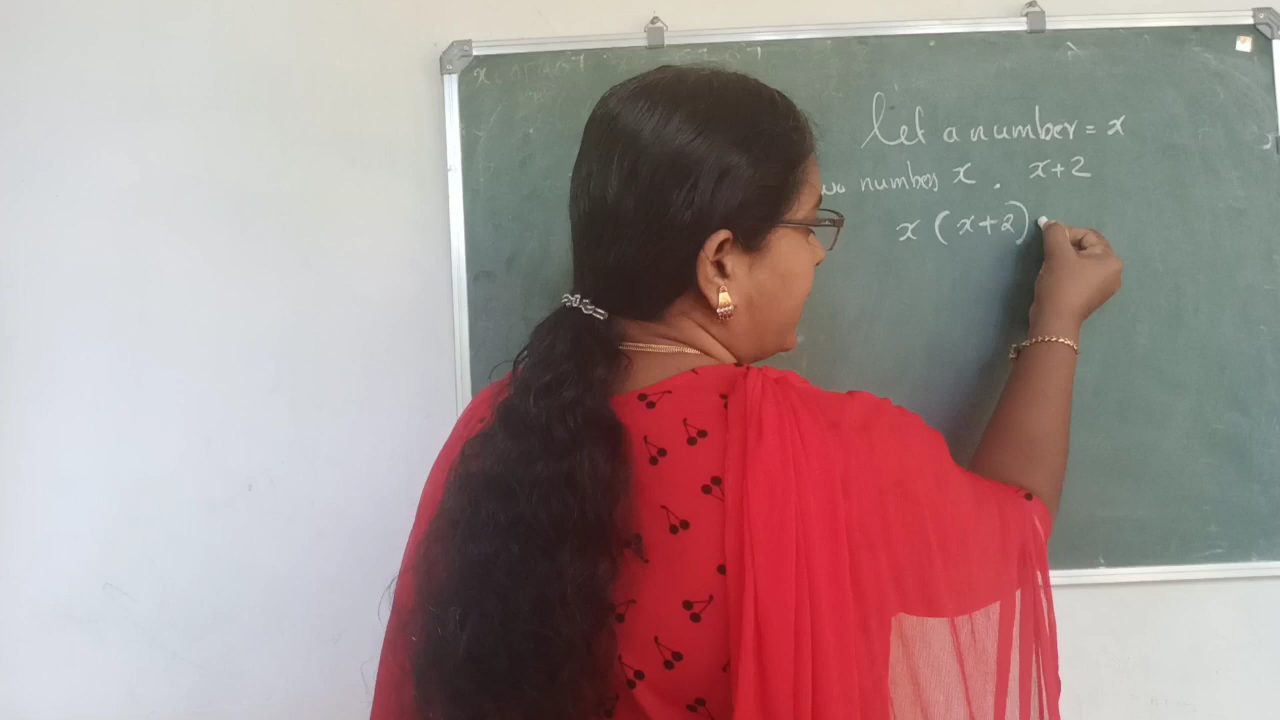 let a number = x
numbers x . x+2
x (x+2)